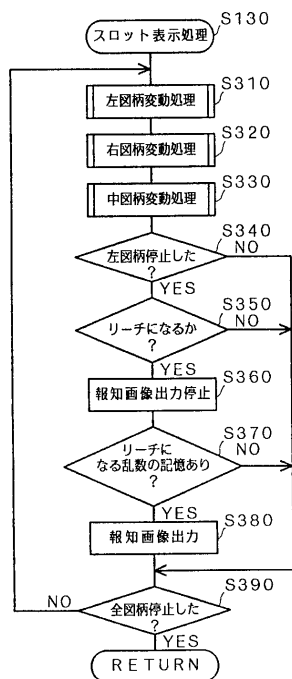 S130
スロット表示処理
S310
左図柄変動処理
S320
右図柄変動処理
S330
中図柄変動処理
S340
左図柄停止した
?
NO
YES
S350
リーチになるか
?
NO
YES
S360
報知画像出力停止
S370
リーチに
なる乱数の記憶あり
?
NO
YES
S380
報知画像出力
S390
全図柄停止した
?
NO
YES
RETURN